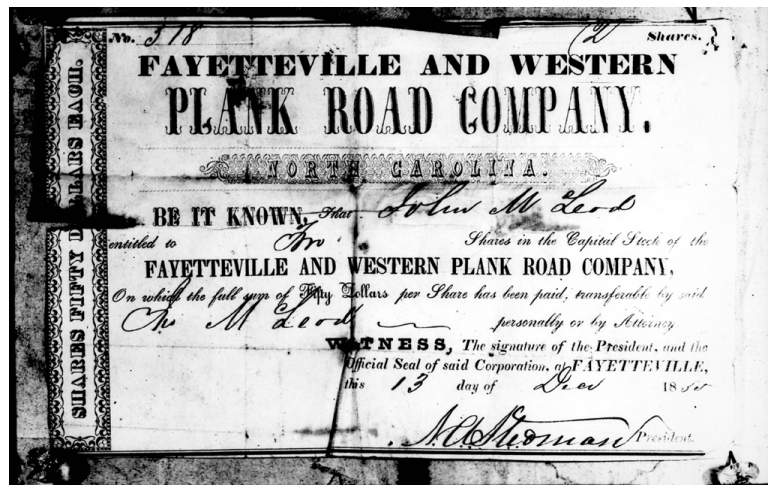 No. 318 (2) Shares.
FAYETTEVILLE AND WESTERN
PLANK ROAD COMPANY.
NORTH CAROLINA.
BE IT KNOWN, That John McLeod
entitled to Two Shares in the Capital Stock of the
FAYETTEVILLE AND WESTERN PLANK ROAD COMPANY,
On which the full sum of Fifty Dollars per Share has been paid, transferable by said
McLeod personally or by Attorney
WITNESS, The signature of the President, and the
Official Seal of said Corporation, at FAYETTEVILLE,
this 13 day of 18
President.
SHARES FIFTY DOLLARS EACH.